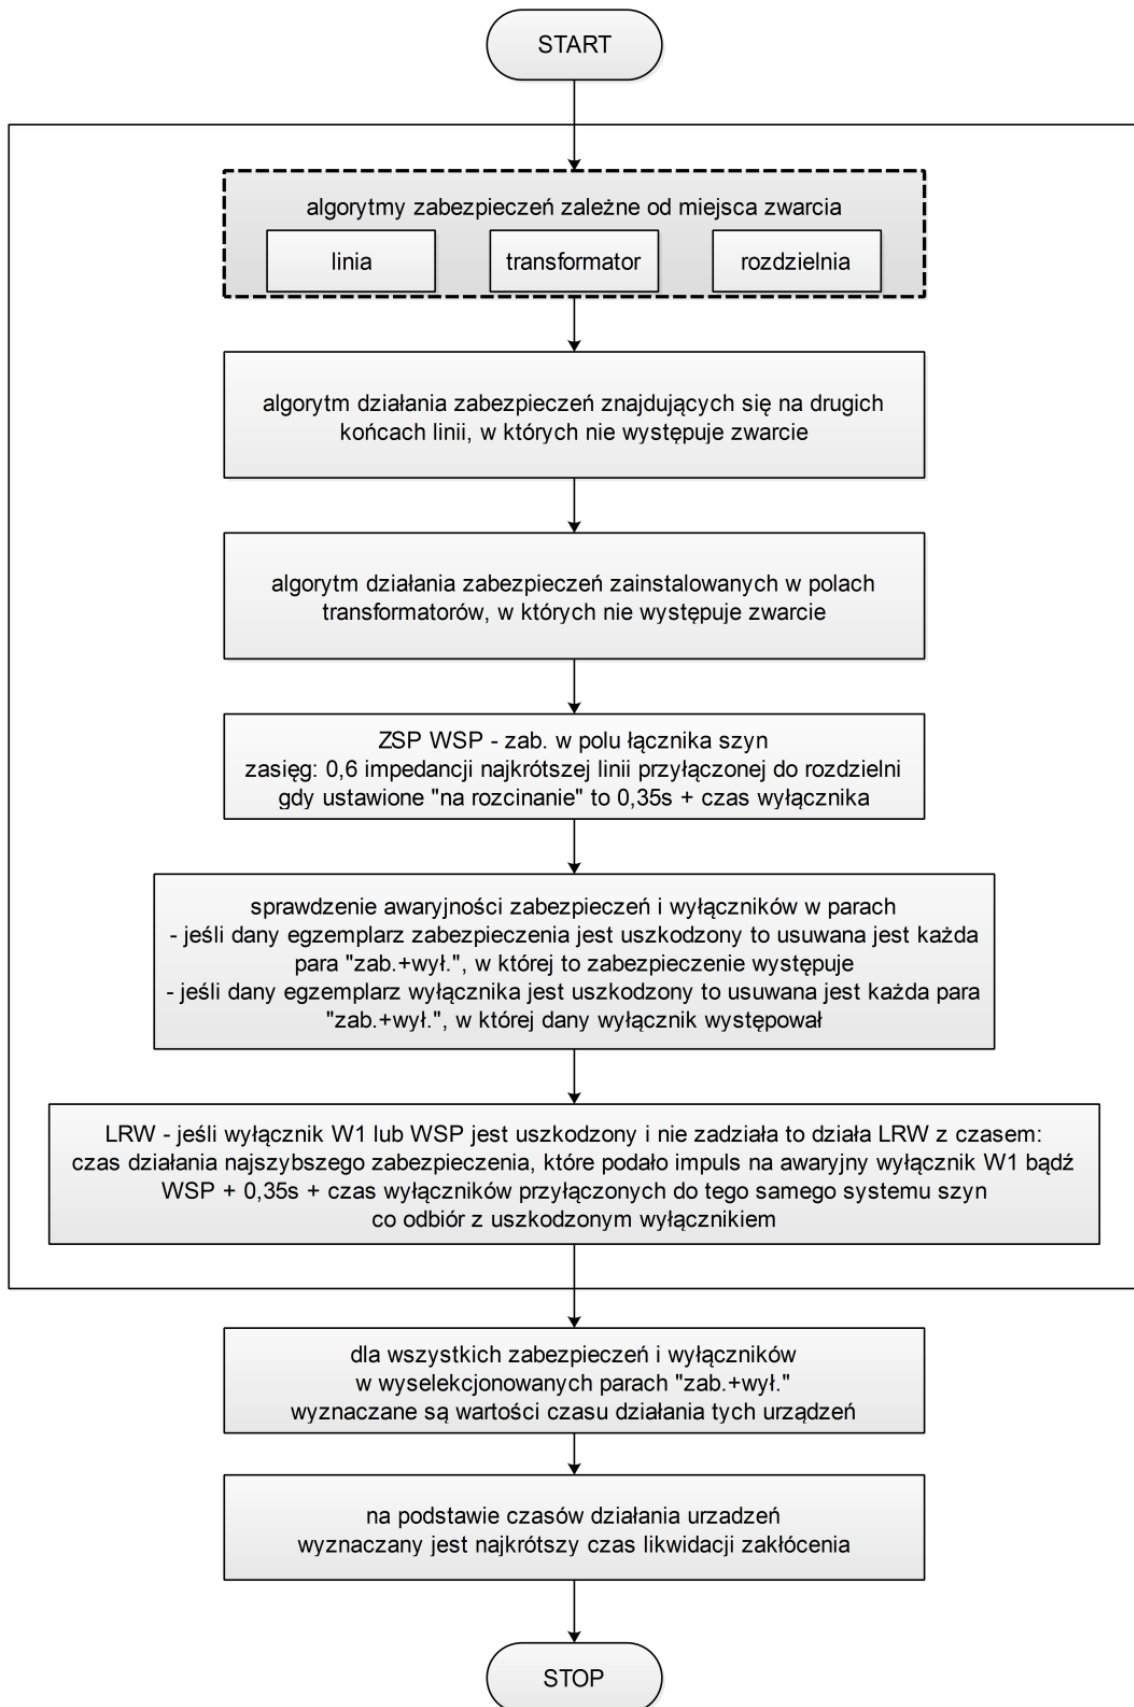 START
algorytmy zabezpieczeń zależne od miejsca zwarcia
linia
transformator
rozdzielnia
algorytm działania zabezpieczeń znajdujących się na drugich
końcach linii, w których nie występuje zwarcie
algorytm działania zabezpieczeń zainstalowanych w polach
transformatorów, w których nie występuje zwarcie
ZSP WSP - zab. w polu łącznika szyn
zasięg: 0,6 impedancji najkrótszej linii przyłączonej do rozdzielni
gdy ustawione "na rozcinanie" to 0,35s + czas wyłącznika
sprawdzenie awaryjności zabezpieczeń i wyłączników w parach
- jeśli dany egzemplarz zabezpieczenia jest uszkodzony to usuwana jest każda
para "zab.+wył.", w której to zabezpieczenie występuje
- jeśli dany egzemplarz wyłącznika jest uszkodzony to usuwana jest każda para
"zab.+wył.", w której dany wyłącznik występował
LRW - jeśli wyłącznik W1 lub WSP jest uszkodzony i nie zadziała to działa LRW z czasem:
czas działania najszybszego zabezpieczenia, które podało impuls na awaryjny wyłącznik W1 bądź
WSP + 0,35s + czas wyłączników przyłączonych do tego samego systemu szyn
co odbiór z uszkodzonym wyłącznikiem
dla wszystkich zabezpieczeń i wyłączników
w wyselekcjonowanych parach "zab.+wył."
wyznaczane są wartości czasu działania tych urządzeń
na podstawie czasów działania urzadzeń
wyznaczany jest najkrótszy czas likwidacji zakłócenia
STOP